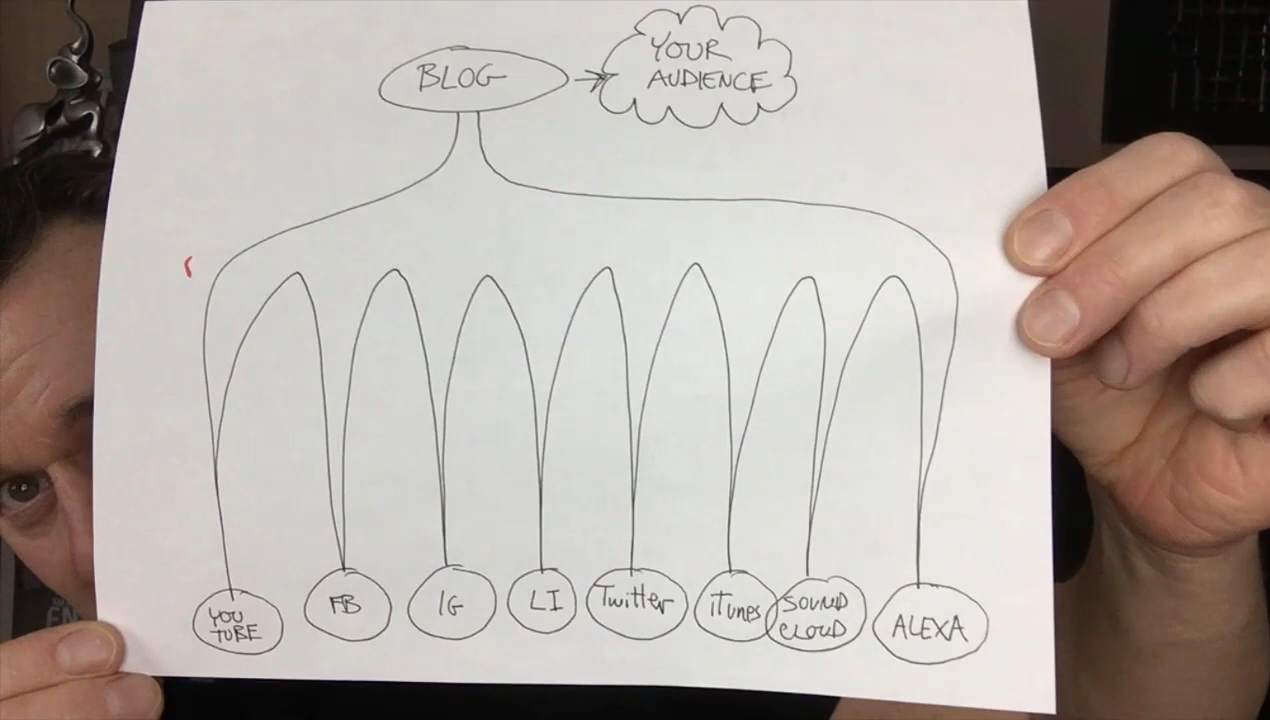 BLOG
YOUR
AUDIENCE
YOU
TUBE
FB
IG
LI
Twitter
iTunes
SOUND
CLOUD
ALEXA